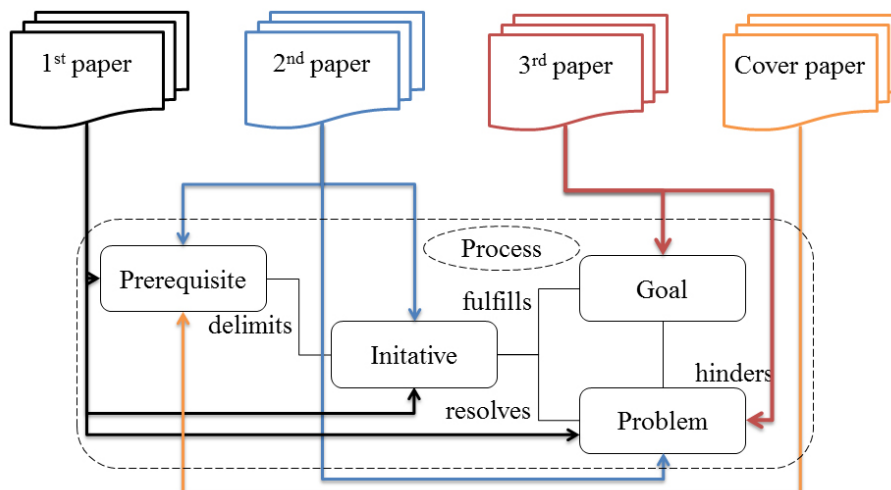 1st paper
2nd paper
3rd paper
Cover paper
Process
Prerequisite
delimits
Initative
fulfills
Goal
resolves
hinders
Problem